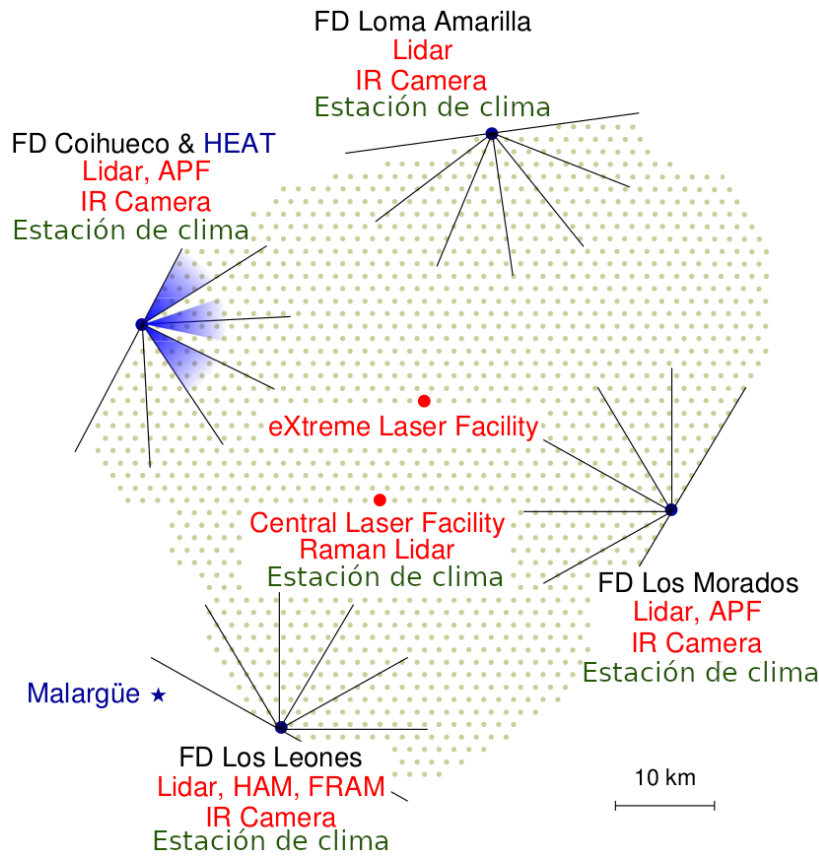 FD Loma Amarilla
Lidar
IR Camera
Estación de clima
FD Coihueco & HEAT
Lidar, APF
IR Camera
Estación de clima
eXtreme Laser Facility
Central Laser Facility
Raman Lidar
Estación de clima
FD Los Morados
Lidar, APF
IR Camera
Estación de clima
Malargüe
FD Los Leones
Lidar, HAM, FRAM
IR Camera
Estación de clima
10 km